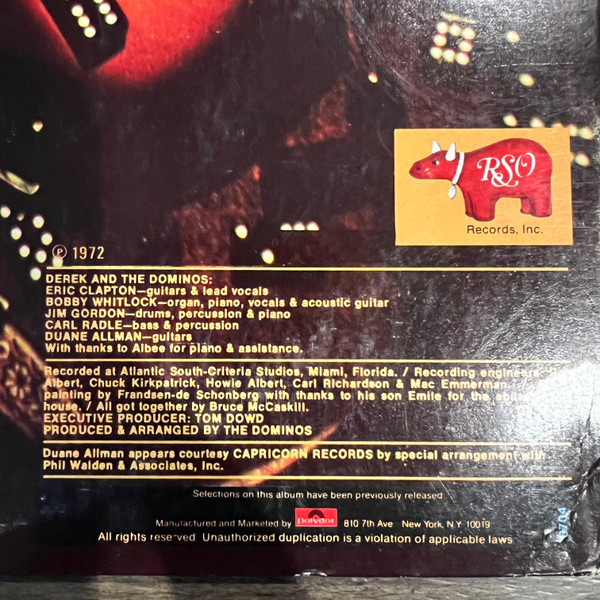 RSO
Records, Inc.
℗ 1972
DEREK AND THE DOMINOS:
ERIC CLAPTON—guitars & lead vocals
BOBBY WHITLOCK—organ, piano, vocals & acoustic guitar
JIM GORDON—drums, percussion & piano
CARL RADLE—bass & percussion
DUANE ALLMAN—guitars
With thanks to Albee for piano & assistance.
Recorded at Atlantic South-Criteria Studios, Miami, Florida. / Recording engineers:
Albert, Chuck Kirkpatrick, Howie Albert, Carl Richardson & Mac Emmerman
painting by Frandsen-de Schonberg with thanks to his son Emile for the abuse
house. / All got together by Bruce McCaskill.
EXECUTIVE PRODUCER: TOM DOWD
PRODUCED & ARRANGED BY THE DOMINOS
Duane Allman appears courtesy CAPRICORN RECORDS by special arrangement with
Phil Walden & Associates, Inc.
Selections on this album have been previously released
Manufactured and Marketed by polydor 810 7th Ave New York, N.Y 10019
All rights reserved Unauthorized duplication is a violation of applicable laws